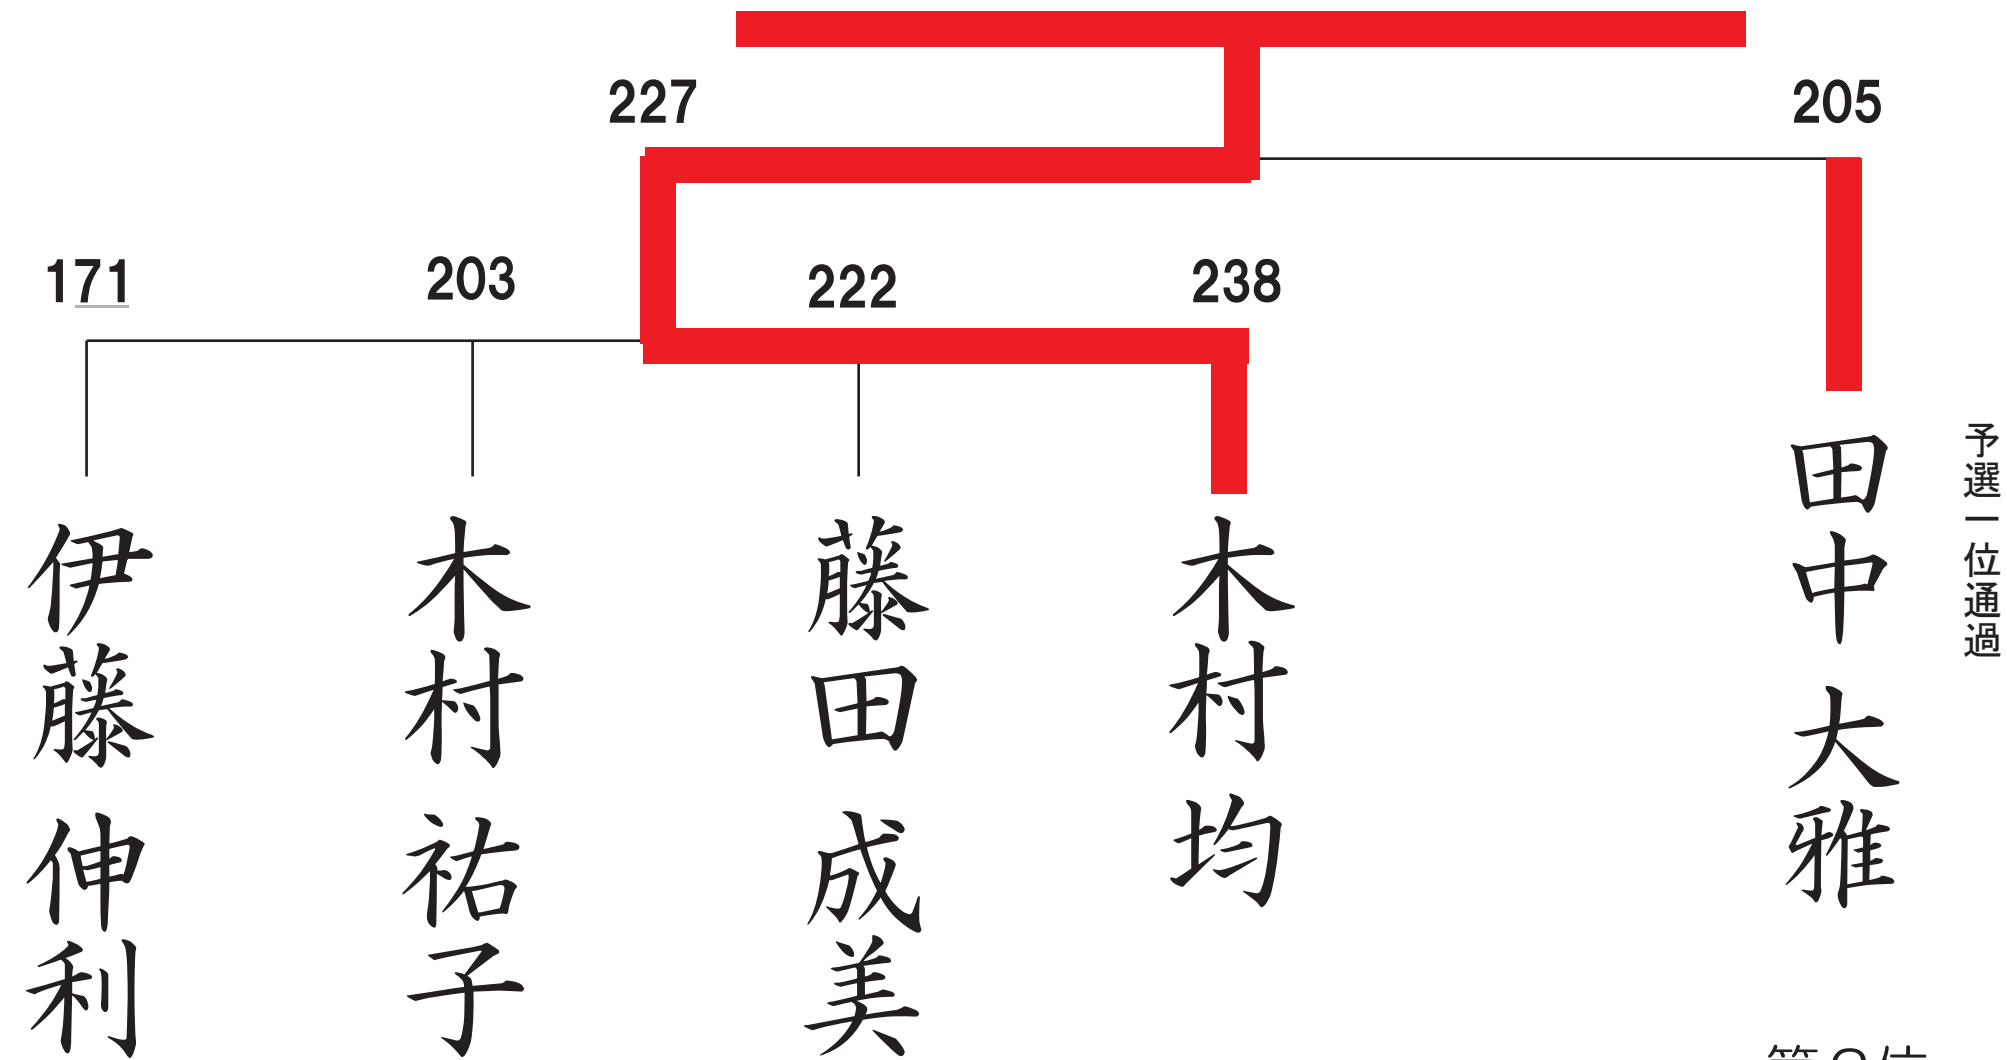 227
205
171
203
222
238
伊藤 伸利
木村 祐子
藤田 成美
木村 均
田中 大雅
予選一位通過